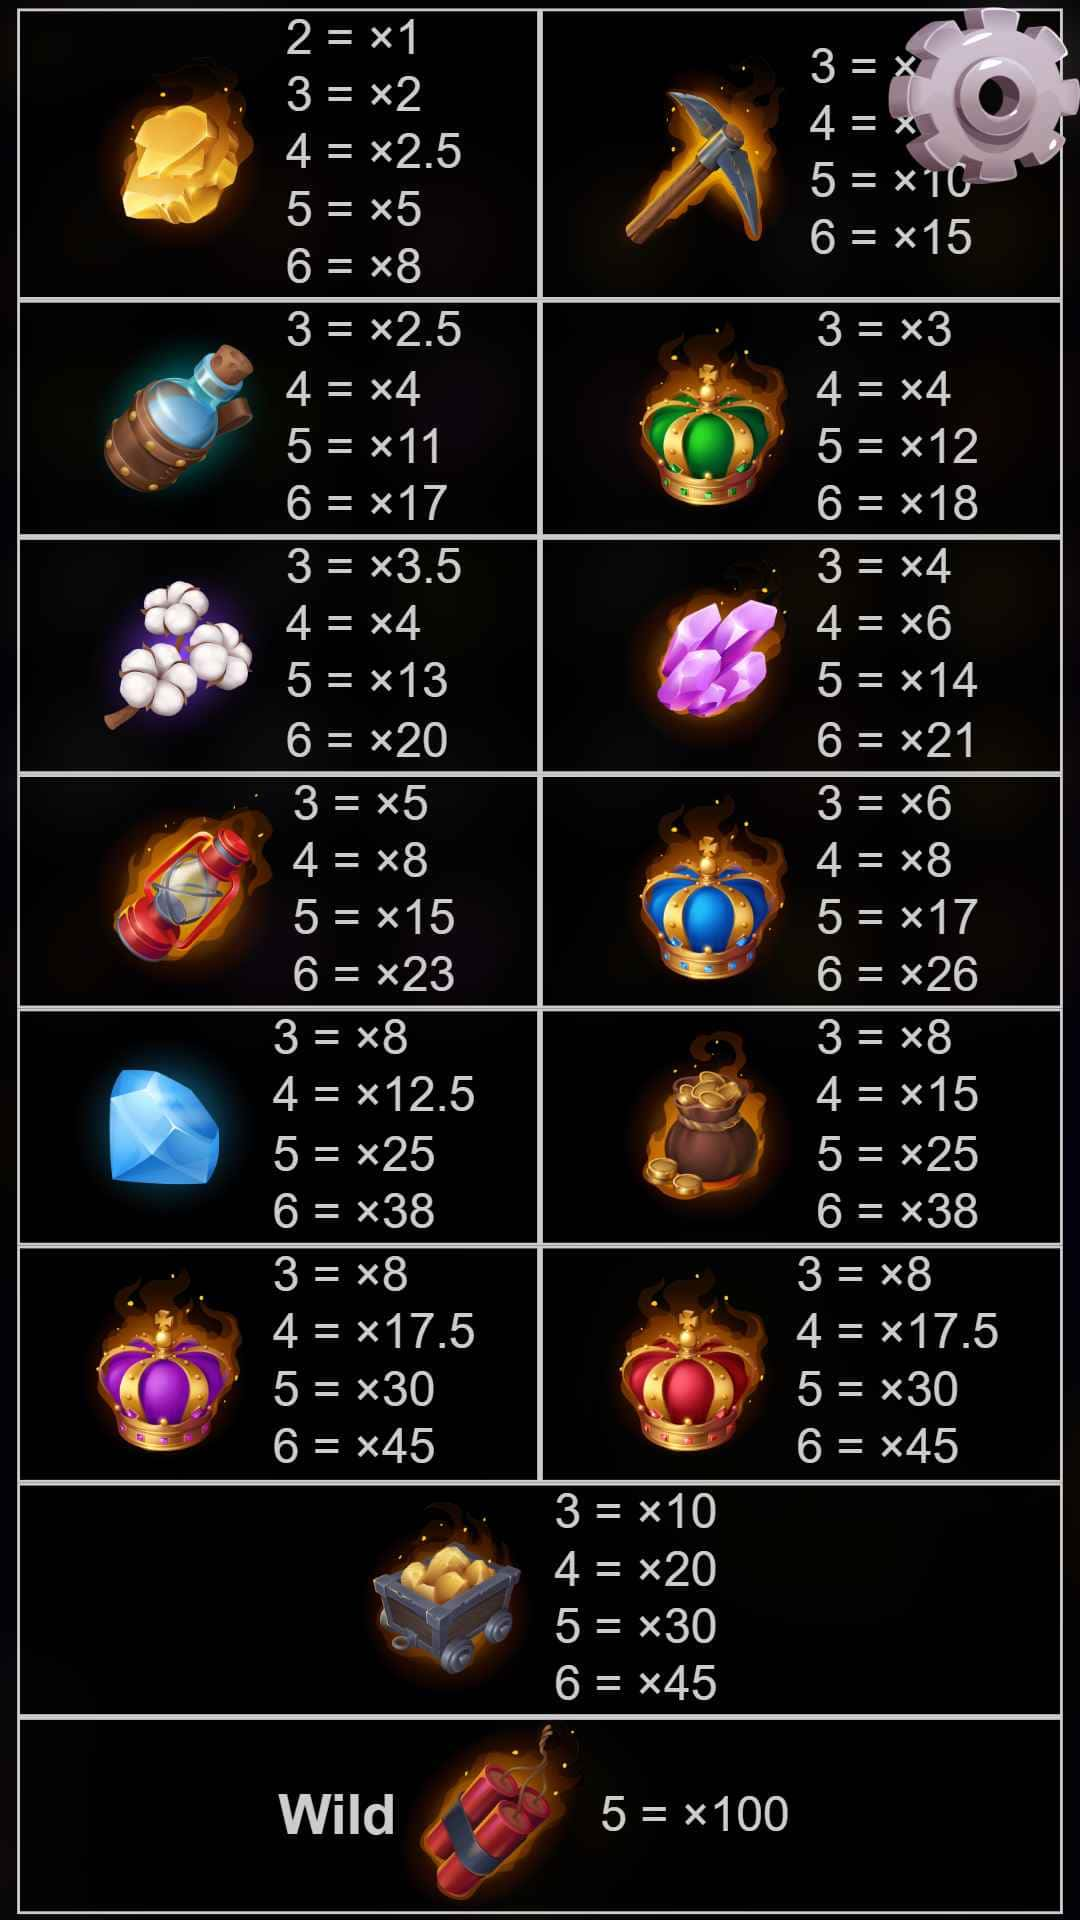 2 = ×1
3 = ×2
4 = ×2.5
5 = ×5
6 = ×8
3 = ×
4 = ×
5 = ×10
6 = ×15
3 = ×2.5
4 = ×4
5 = ×11
6 = ×17
3 = ×3
4 = ×4
5 = ×12
6 = ×18
3 = ×3.5
4 = ×4
5 = ×13
6 = ×20
3 = ×4
4 = ×6
5 = ×14
6 = ×21
3 = ×5
4 = ×8
5 = ×15
6 = ×23
3 = ×6
4 = ×8
5 = ×17
6 = ×26
3 = ×8
4 = ×12.5
5 = ×25
6 = ×38
3 = ×8
4 = ×15
5 = ×25
6 = ×38
3 = ×8
4 = ×17.5
5 = ×30
6 = ×45
3 = ×8
4 = ×17.5
5 = ×30
6 = ×45
3 = ×10
4 = ×20
5 = ×30
6 = ×45
Wild 5 = ×100